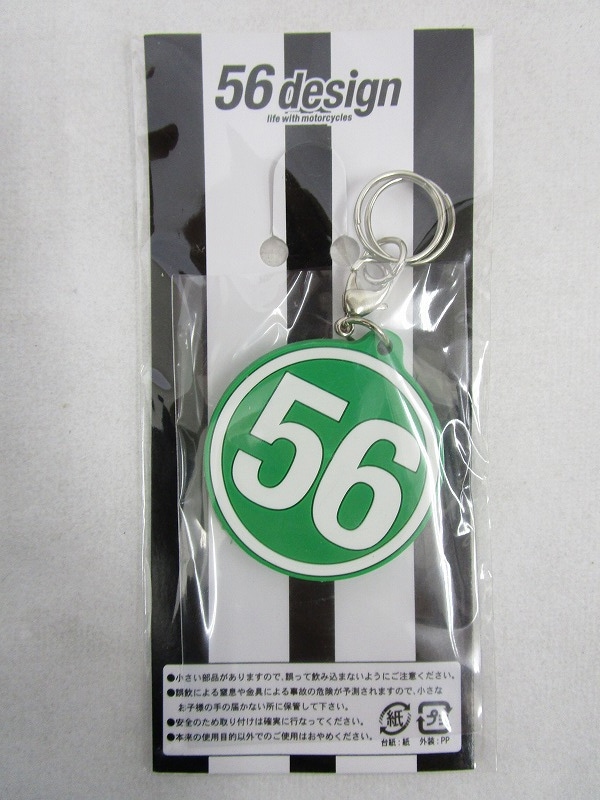 56 design
life with motorcycles
56
●小さい部品がありますので、誤って飲み込まないようにご注意ください。
●誤飲による窒息や金具による事故の危険が予測されますので、小さな
お子様の手の届かない所に保管して下さい。
●安全のため取り付けは確実に行なってください。
●本来の使用目的以外でのご使用はおやめください。
紙 プラ
台紙：紙 外装：PP